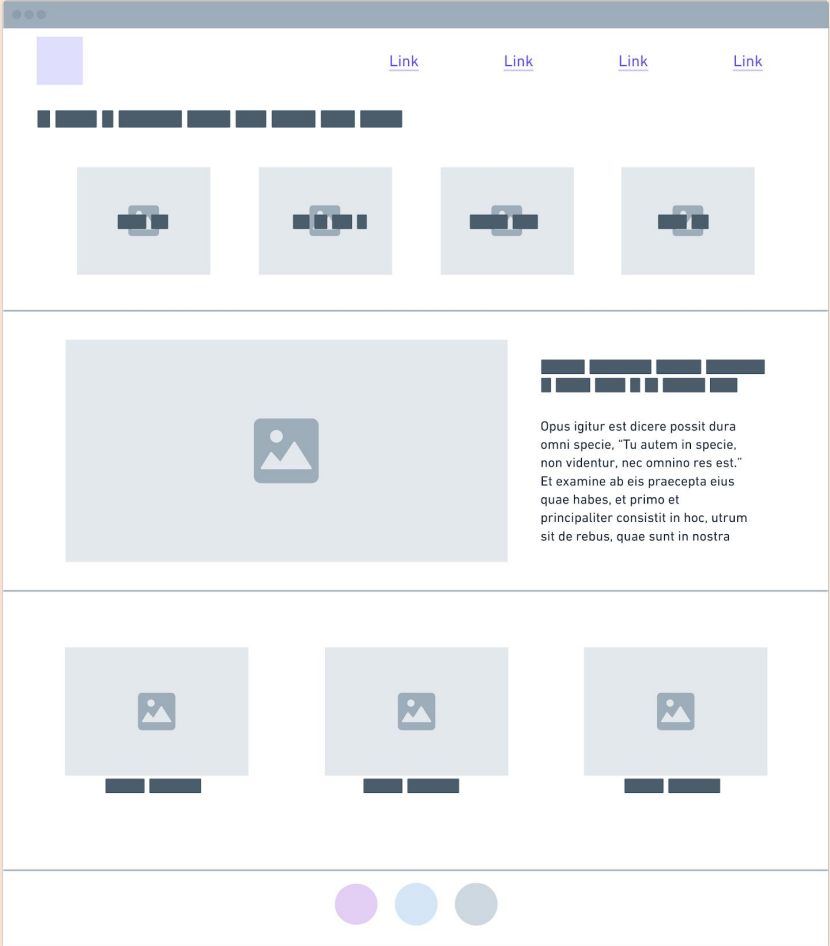 Link
Link
Link
Link
Opus igitur est dicere possit dura
omni specie, “Tu autem in specie,
non videntur, nec omnino res est.”
Et examine ab eis praecepta eius
quae habes, et primo et
principaliter consistit in hoc, utrum
sit de rebus, quae sunt in nostra